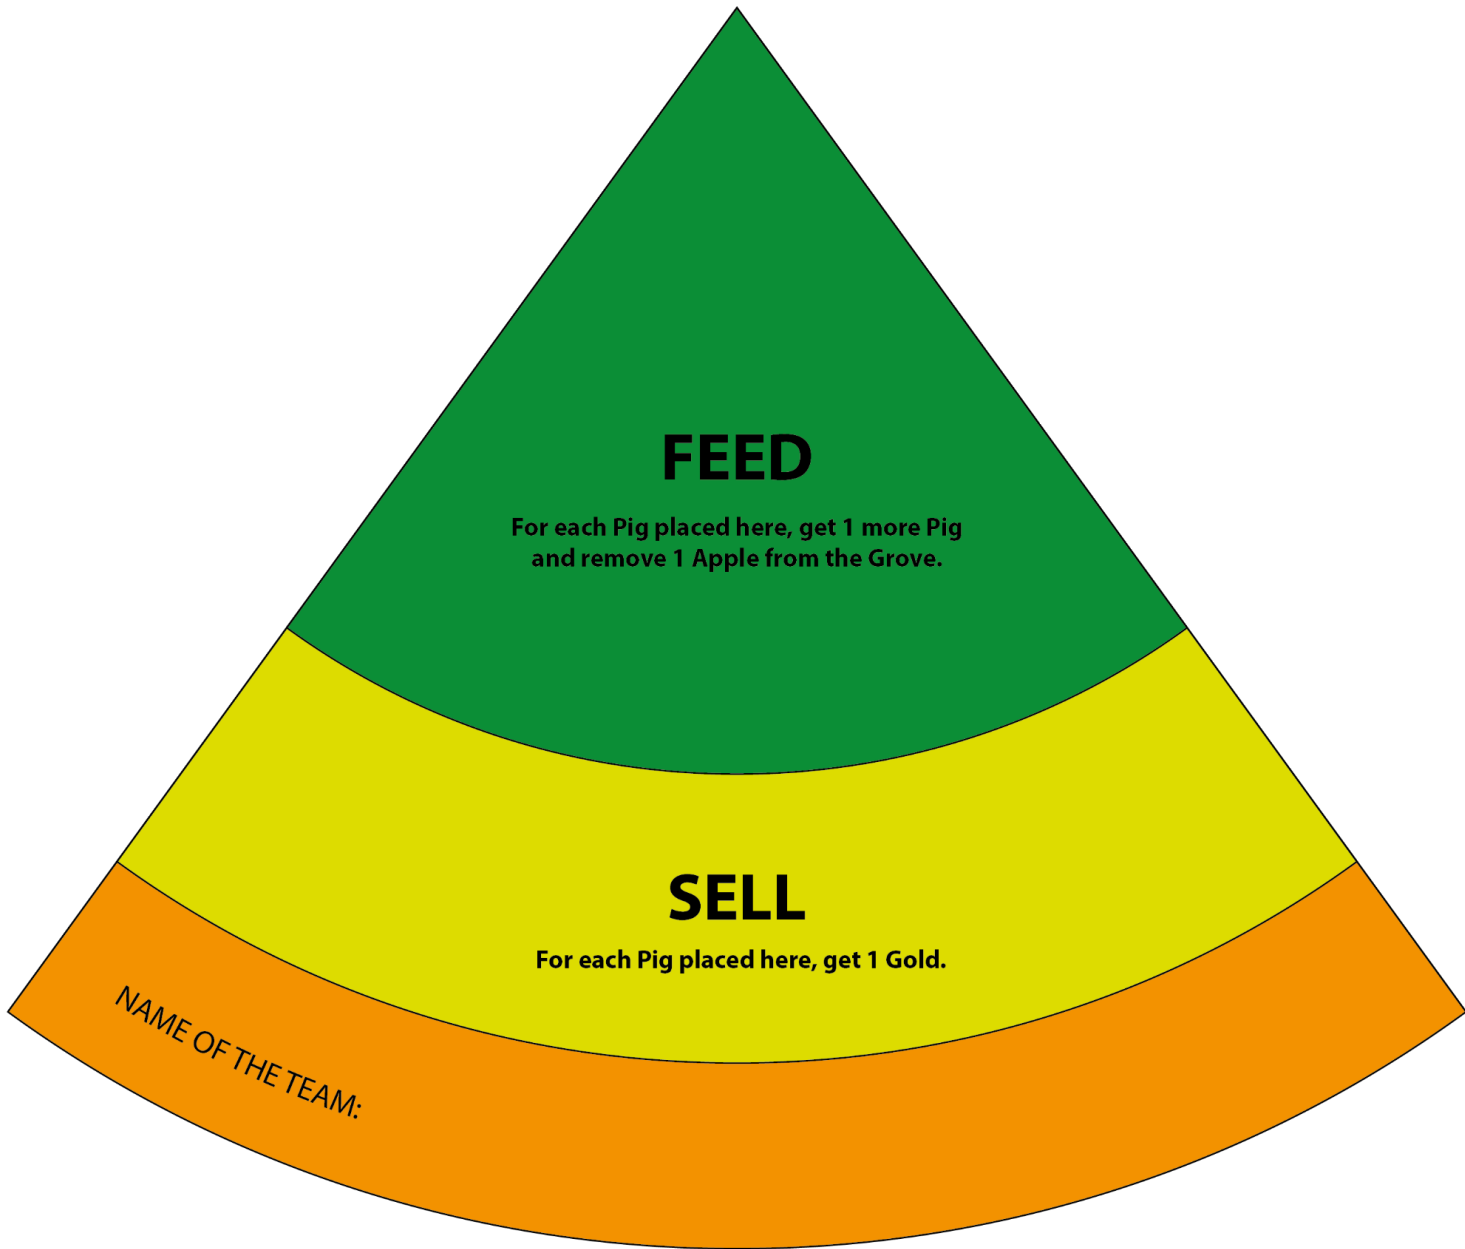 FEED
For each Pig placed here, get 1 more Pig
and remove 1 Apple from the Grove.
SELL
For each Pig placed here, get 1 Gold.
NAME OF THE TEAM: